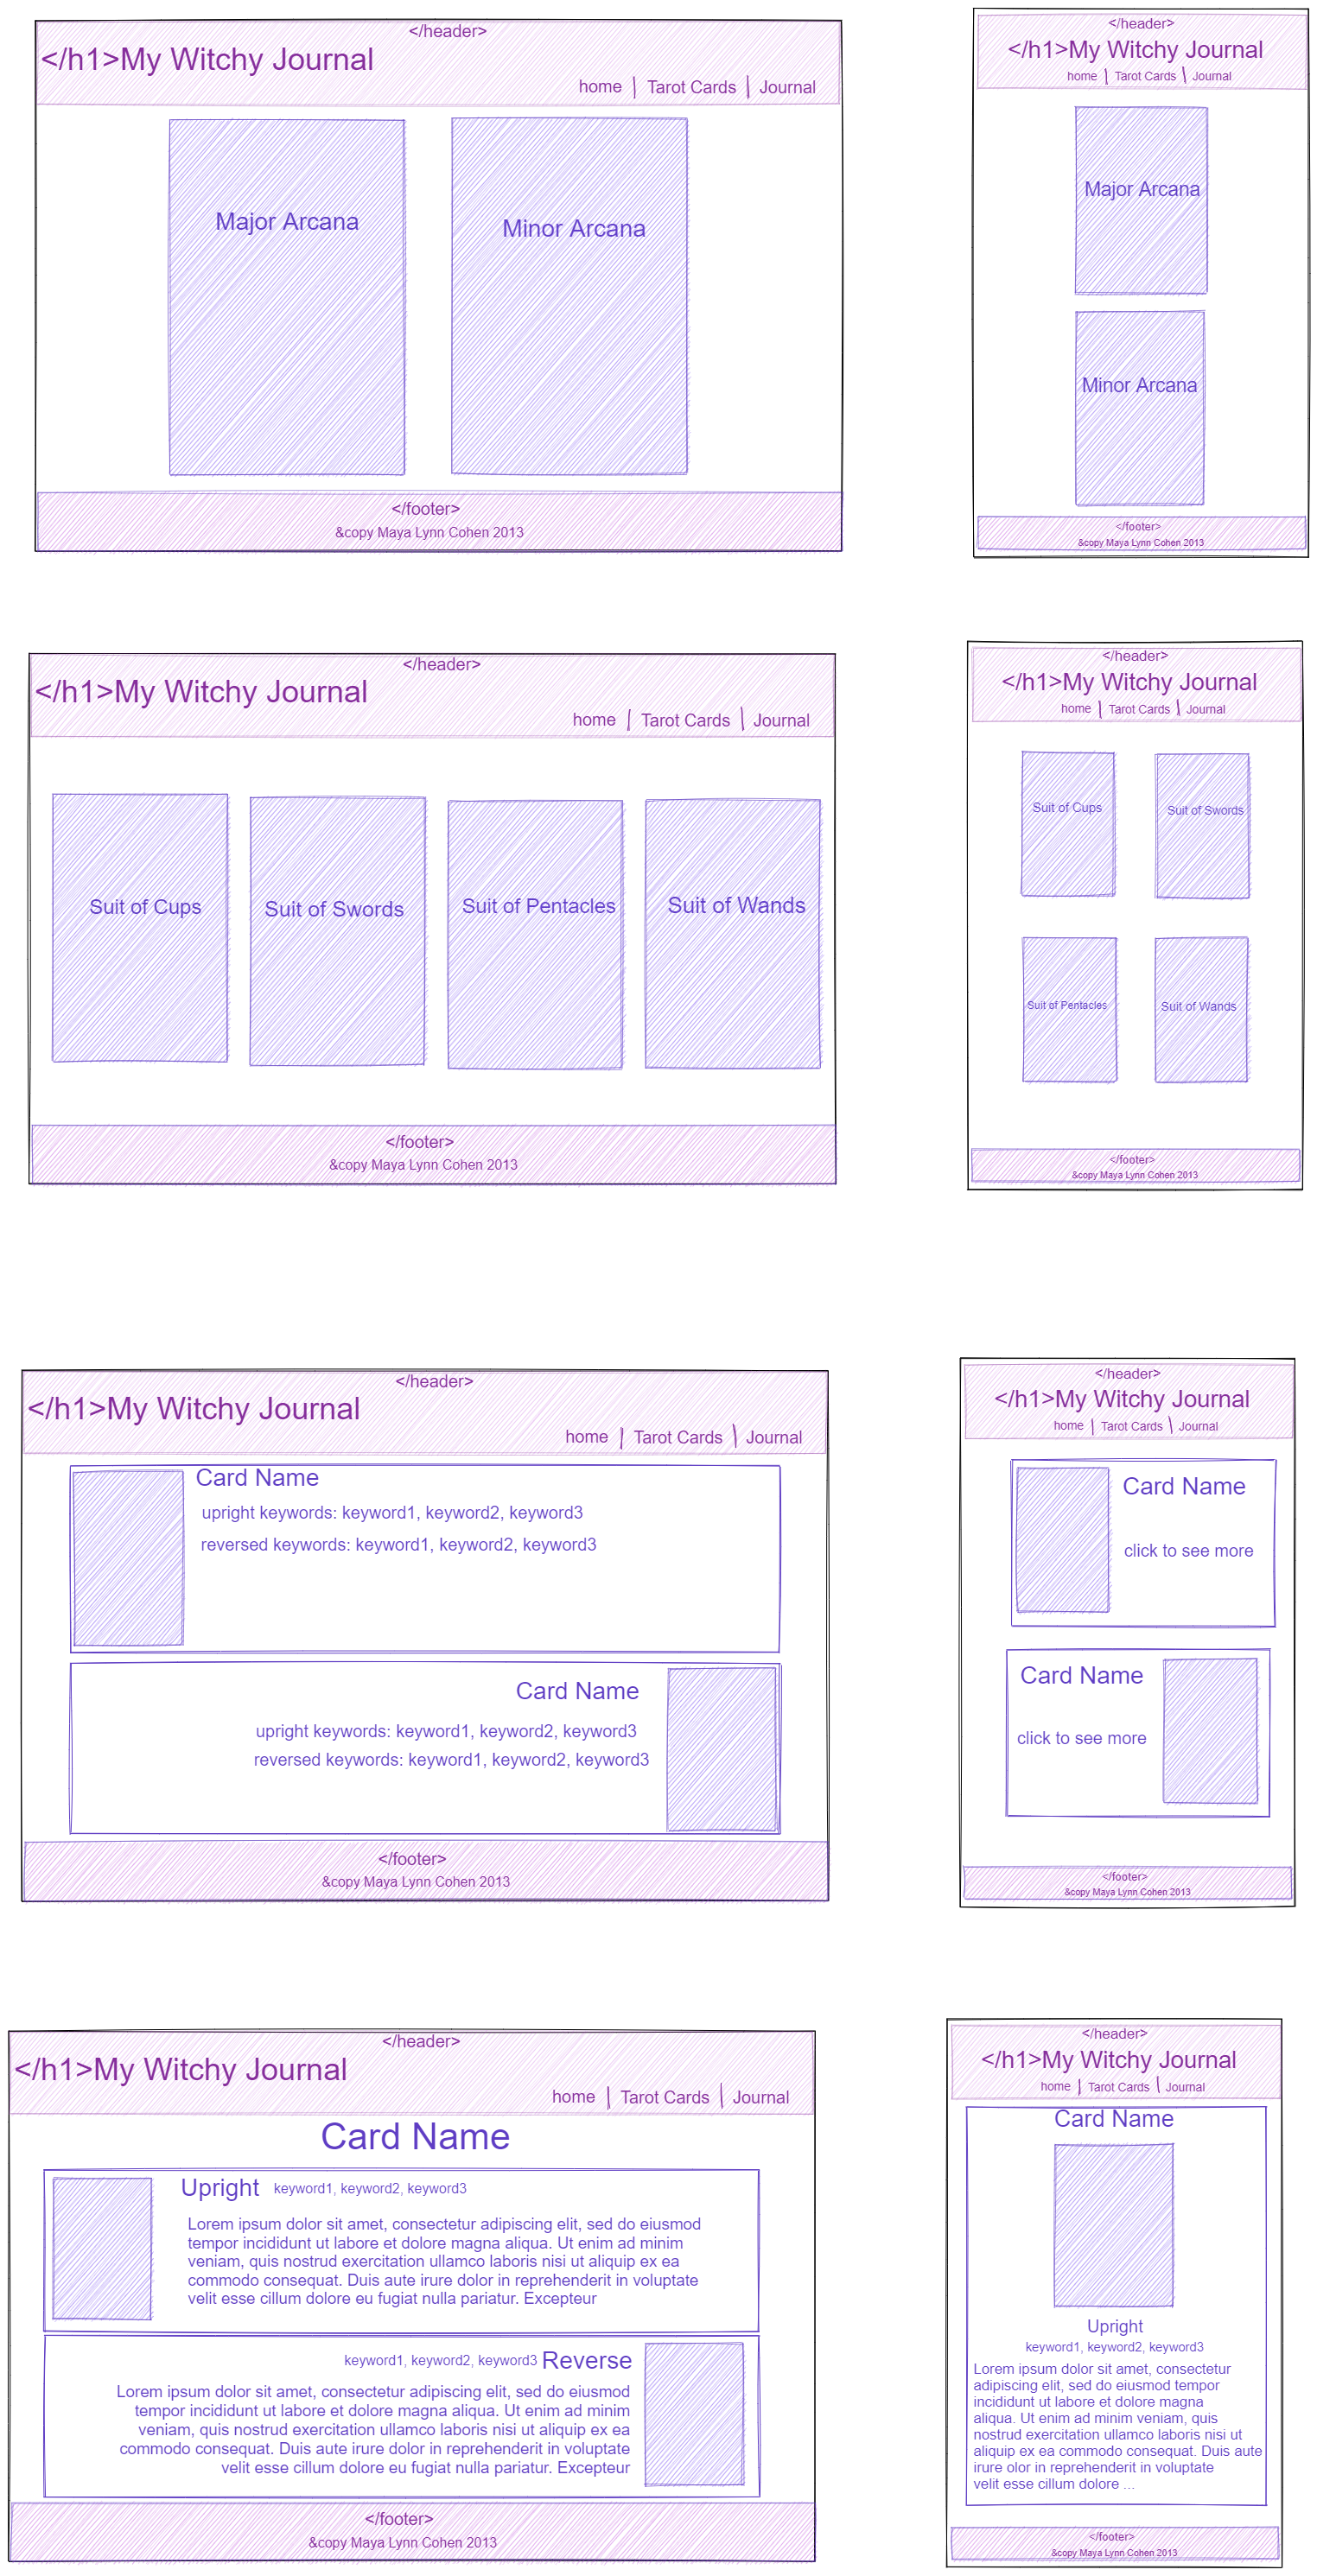 </header>
</h1>My Witchy Journal
home | Tarot Cards | Journal
Major Arcana
Minor Arcana
</footer>
&copy Maya Lynn Cohen 2013
</header>
</h1>My Witchy Journal
home | Tarot Cards | Journal
Major Arcana
Minor Arcana
</footer>
&copy Maya Lynn Cohen 2013
</header>
</h1>My Witchy Journal
home | Tarot Cards | Journal
Suit of Cups
Suit of Swords
Suit of Pentacles
Suit of Wands
</footer>
&copy Maya Lynn Cohen 2013
</header>
</h1>My Witchy Journal
home | Tarot Cards | Journal
Suit of Cups
Suit of Swords
Suit of Pentacles
Suit of Wands
</footer>
&copy Maya Lynn Cohen 2013
</header>
</h1>My Witchy Journal
home | Tarot Cards | Journal
Card Name
upright keywords: keyword1, keyword2, keyword3
reversed keywords: keyword1, keyword2, keyword3
Card Name
upright keywords: keyword1, keyword2, keyword3
reversed keywords: keyword1, keyword2, keyword3
</footer>
&copy Maya Lynn Cohen 2013
</header>
</h1>My Witchy Journal
home | Tarot Cards | Journal
Card Name
click to see more
Card Name
click to see more
</footer>
&copy Maya Lynn Cohen 2013
</header>
</h1>My Witchy Journal
home | Tarot Cards | Journal
Card Name
Upright keyword1, keyword2, keyword3
Lorem ipsum dolor sit amet, consectetur adipiscing elit, sed do eiusmod
tempor incididunt ut labore et dolore magna aliqua. Ut enim ad minim
veniam, quis nostrud exercitation ullamco laboris nisi ut aliquip ex ea
commodo consequat. Duis aute irure dolor in reprehenderit in voluptate
velit esse cillum dolore eu fugiat nulla pariatur. Excepteur
keyword1, keyword2, keyword3 Reverse
Lorem ipsum dolor sit amet, consectetur adipiscing elit, sed do eiusmod
tempor incididunt ut labore et dolore magna aliqua. Ut enim ad minim
veniam, quis nostrud exercitation ullamco laboris nisi ut aliquip ex ea
commodo consequat. Duis aute irure dolor in reprehenderit in voluptate
velit esse cillum dolore eu fugiat nulla pariatur. Excepteur
</footer>
&copy Maya Lynn Cohen 2013
</header>
</h1>My Witchy Journal
home | Tarot Cards | Journal
Card Name
Upright
keyword1, keyword2, keyword3
Lorem ipsum dolor sit amet, consectetur
adipiscing elit, sed do eiusmod tempor
incididunt ut labore et dolore magna
aliqua. Ut enim ad minim veniam, quis
nostrud exercitation ullamco laboris nisi ut
aliquip ex ea commodo consequat. Duis aute
irure olor in reprehenderit in voluptate
velit esse cillum dolore ...
</footer>
&copy Maya Lynn Cohen 2013